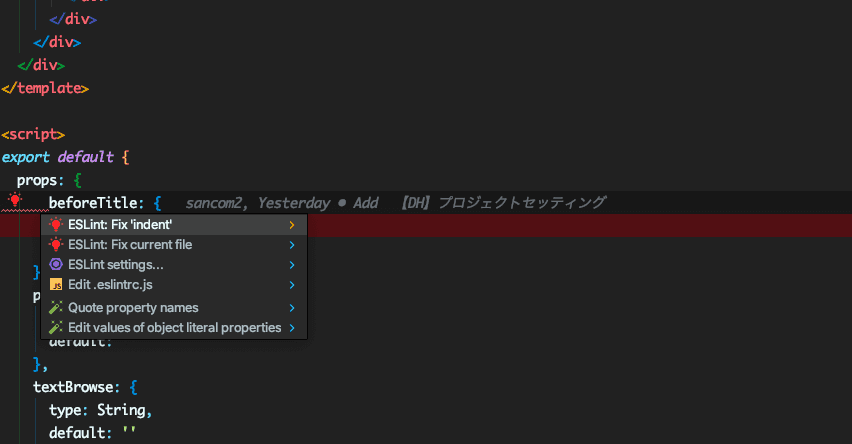 </div>
</div>
</div>
</template>
<script>
export default {
props: {
beforeTitle: { sancom2, Yesterday • Add 【DH】プロジェクトセッティング
ESLint: Fix 'indent'
ESLint: Fix current file
ESLint settings...
}
JS Edit .eslintrc.js
p
Quote property names
Edit values of object literal properties
default:
},
textBrowse: {
type: String,
default: ''